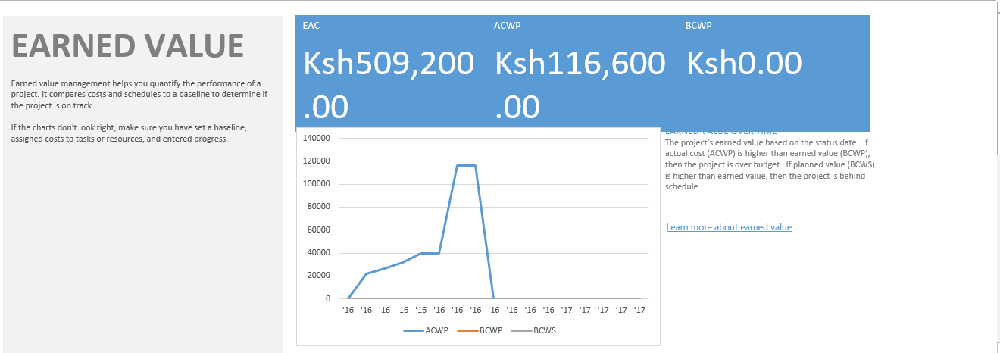 EARNED VALUE
Earned value management helps you quantify the performance of a
project. It compares costs and schedules to a baseline to determine if
the project is on track.
If the charts don't look right, make sure you have set a baseline,
assigned costs to tasks or resources, and entered progress.
EAC
Ksh509,200
.00
ACWP
Ksh116,600
.00
BCWP
Ksh0.00
140000
120000
100000
80000
60000
40000
20000
0
'16 '16 '16 '16 '16 '16 '16 '16 '16 '16 '16 '16 '17 '17 '17 '17 '17
ACWP BCWP BCWS
EARNED VALUE OVER TIME
The project's earned value based on the status date. If
actual cost (ACWP) is higher than earned value (BCWP),
then the project is over budget. If planned value (BCWS)
is higher than earned value, then the project is behind
schedule.
Learn more about earned value